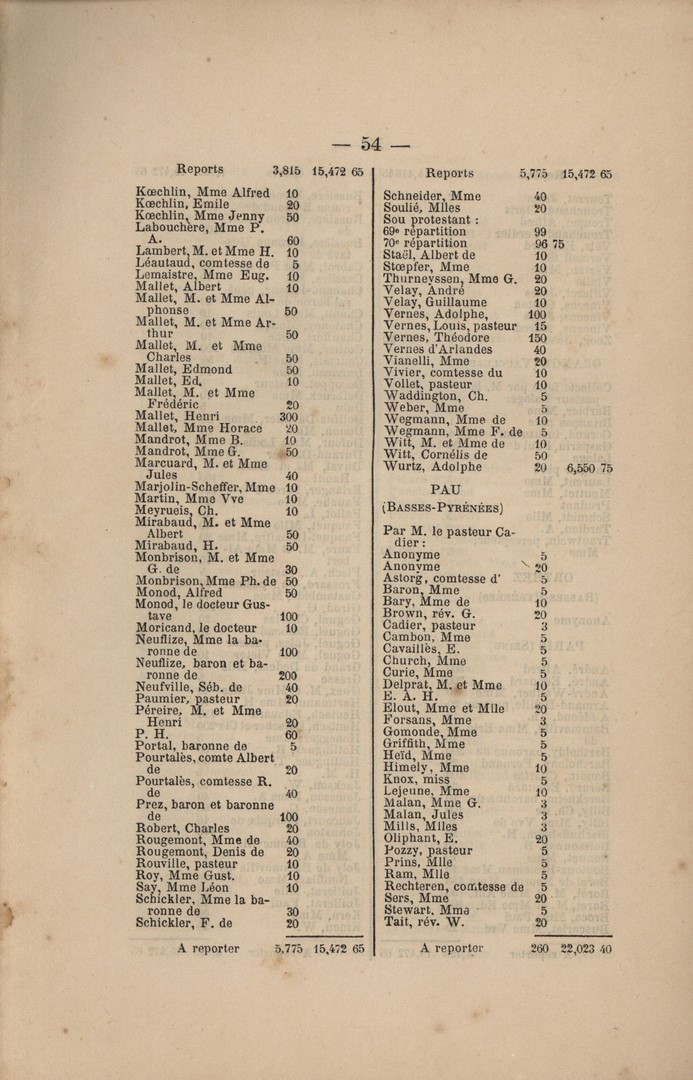 — 54 —
Reports 3,815 15,472 65
Kœchlin, Mme Alfred 10
Kœchlin, Emile 20
Kœchlin, Mme Jenny 50
Labouchère, Mme P.
A. 60
Lambert, M. et Mme H. 10
Léautaud, comtesse de 5
Lemaistre, Mme Eug. 10
Mallet, Albert 10
Mallet, M. et Mme Al-
phonse 50
Mallet, M. et Mme Ar-
thur 50
Mallet, M. et Mme
Charles 50
Mallet, Edmond 50
Mallet, Ed. 10
Mallet, M. et Mme
Frédéric 20
Mallet, Henri 300
Mallet, Mme Horace 20
Mandrot, Mme B. 10
Mandrot, Mme G. 50
Marcuard, M. et Mme
Jules 40
Marjolin-Scheffer, Mme 10
Martin, Mme Vve 10
Meyrueis, Ch. 10
Mirabaud, M. et Mme
Albert 50
Mirabaud, H. 50
Monbrison, M. et Mme
G. de 30
Monbrison, Mme Ph. de 50
Monod, Alfred 50
Monod, le docteur Gus-
tave 100
Moricand, le docteur 10
Neuflize, Mme la ba-
ronne de 100
Neuflize, baron et ba-
ronne de 200
Neufville, Séb. de 40
Paumier, pasteur 20
Péreire, M. et Mme
Henri 20
P. H. 60
Portal, baronne de 5
Pourtalès, comte Albert
de 20
Pourtalès, comtesse R.
de 40
Prez, baron et baronne
de 100
Robert, Charles 20
Rougemont, Mme de 40
Rougemont, Denis de 20
Rouville, pasteur 10
Roy, Mme Gust. 10
Say, Mme Léon 10
Schickler, Mme la ba-
ronne de 30
Schickler, F. de 20
A reporter 5,775 15,472 65
Reports 5,775 15,472 65
Schneider, Mme 40
Soulié, Mlles 20
Sou protestant :
69e répartition 99
70e répartition 96 75
Staël, Albert de 10
Stœpfer, Mme 10
Thurneyssen, Mme G. 20
Velay, André 20
Velay, Guillaume 10
Vernes, Adolphe, 100
Vernes, Louis, pasteur 15
Vernes, Théodore 150
Vernes d'Arlandes 40
Vianelli, Mme 20
Vivier, comtesse du 10
Vollet, pasteur 10
Waddington, Ch. 5
Weber, Mme 5
Wegmann, Mme de 10
Wegmann, Mme F. de 5
Witt, M. et Mme de 10
Witt, Cornélis de 50
Wurtz, Adolphe 20 6,550 75
PAU
(BASSES-PYRÉNÉES)
Par M. le pasteur Ca-
dier :
Anonyme 5
Anonyme 20
Astorg, comtesse d' 5
Baron, Mme 5
Bary, Mme de 10
Brown, rév. G. 20
Cadier, pasteur 3
Cambon, Mme 5
Cavaillès, E. 5
Church, Mme 5
Curie, Mme 5
Delprat, M. et Mme 10
E. A. H. 5
Elout, Mme et Mlle 20
Forsans, Mme 3
Gomonde, Mme 5
Griffith, Mme 5
Heïd, Mme 5
Himely, Mme 10
Knox, miss 5
Lejeune, Mme 10
Malan, Mme G. 3
Malan, Jules 3
Mills, Mlles 3
Oliphant, E. 20
Pozzy, pasteur 5
Prins, Mlle 5
Ram, Mlle 5
Rechteren, comtesse de 5
Sers, Mme 20
Stewart, Mme 5
Tait, rév. W. 20
A reporter 260 22,023 40